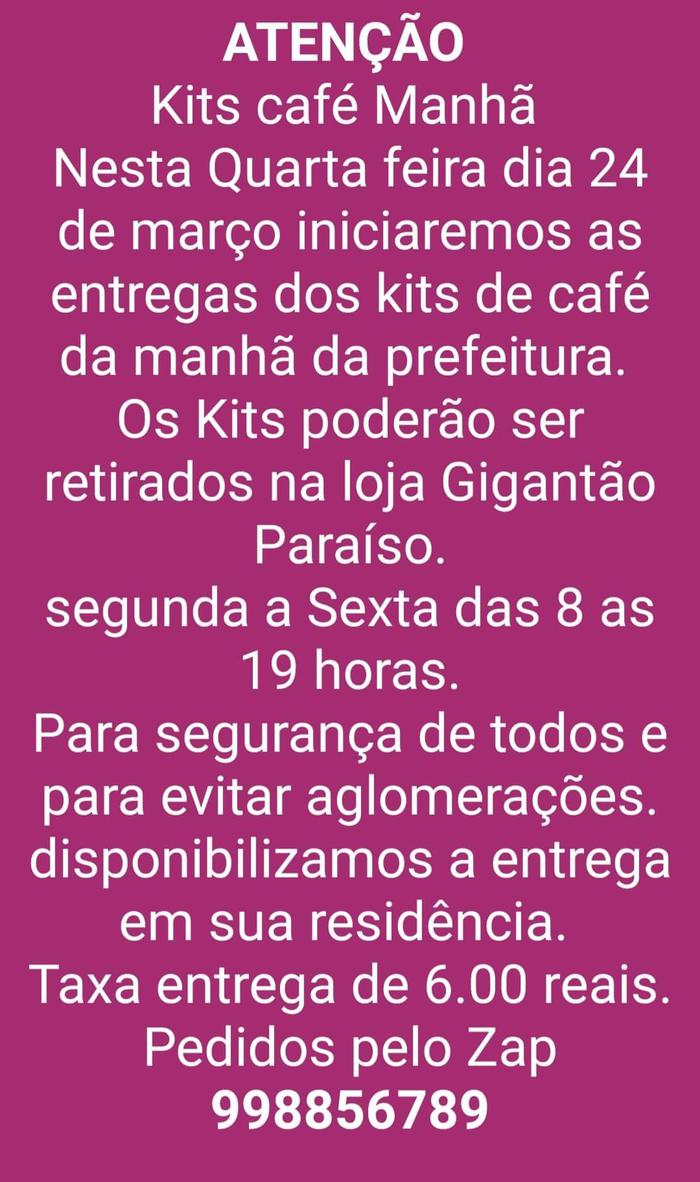 ATENÇÃO
Kits café Manhã
Nesta Quarta feira dia 24
de março iniciaremos as
entregas dos kits de café
da manhã da prefeitura.
Os Kits poderão ser
retirados na loja Gigantão
Paraíso.
segunda a Sexta das 8 as
19 horas.
Para segurança de todos e
para evitar aglomerações.
disponibilizamos a entrega
em sua residência.
Taxa entrega de 6.00 reais.
Pedidos pelo Zap
998856789